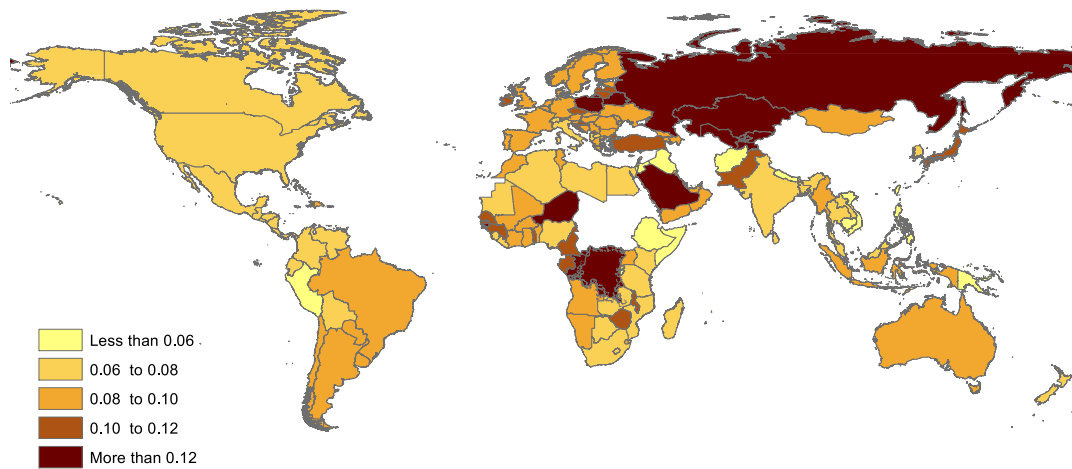 Less than 0.06
0.06 to 0.08
0.08 to 0.10
0.10 to 0.12
More than 0.12